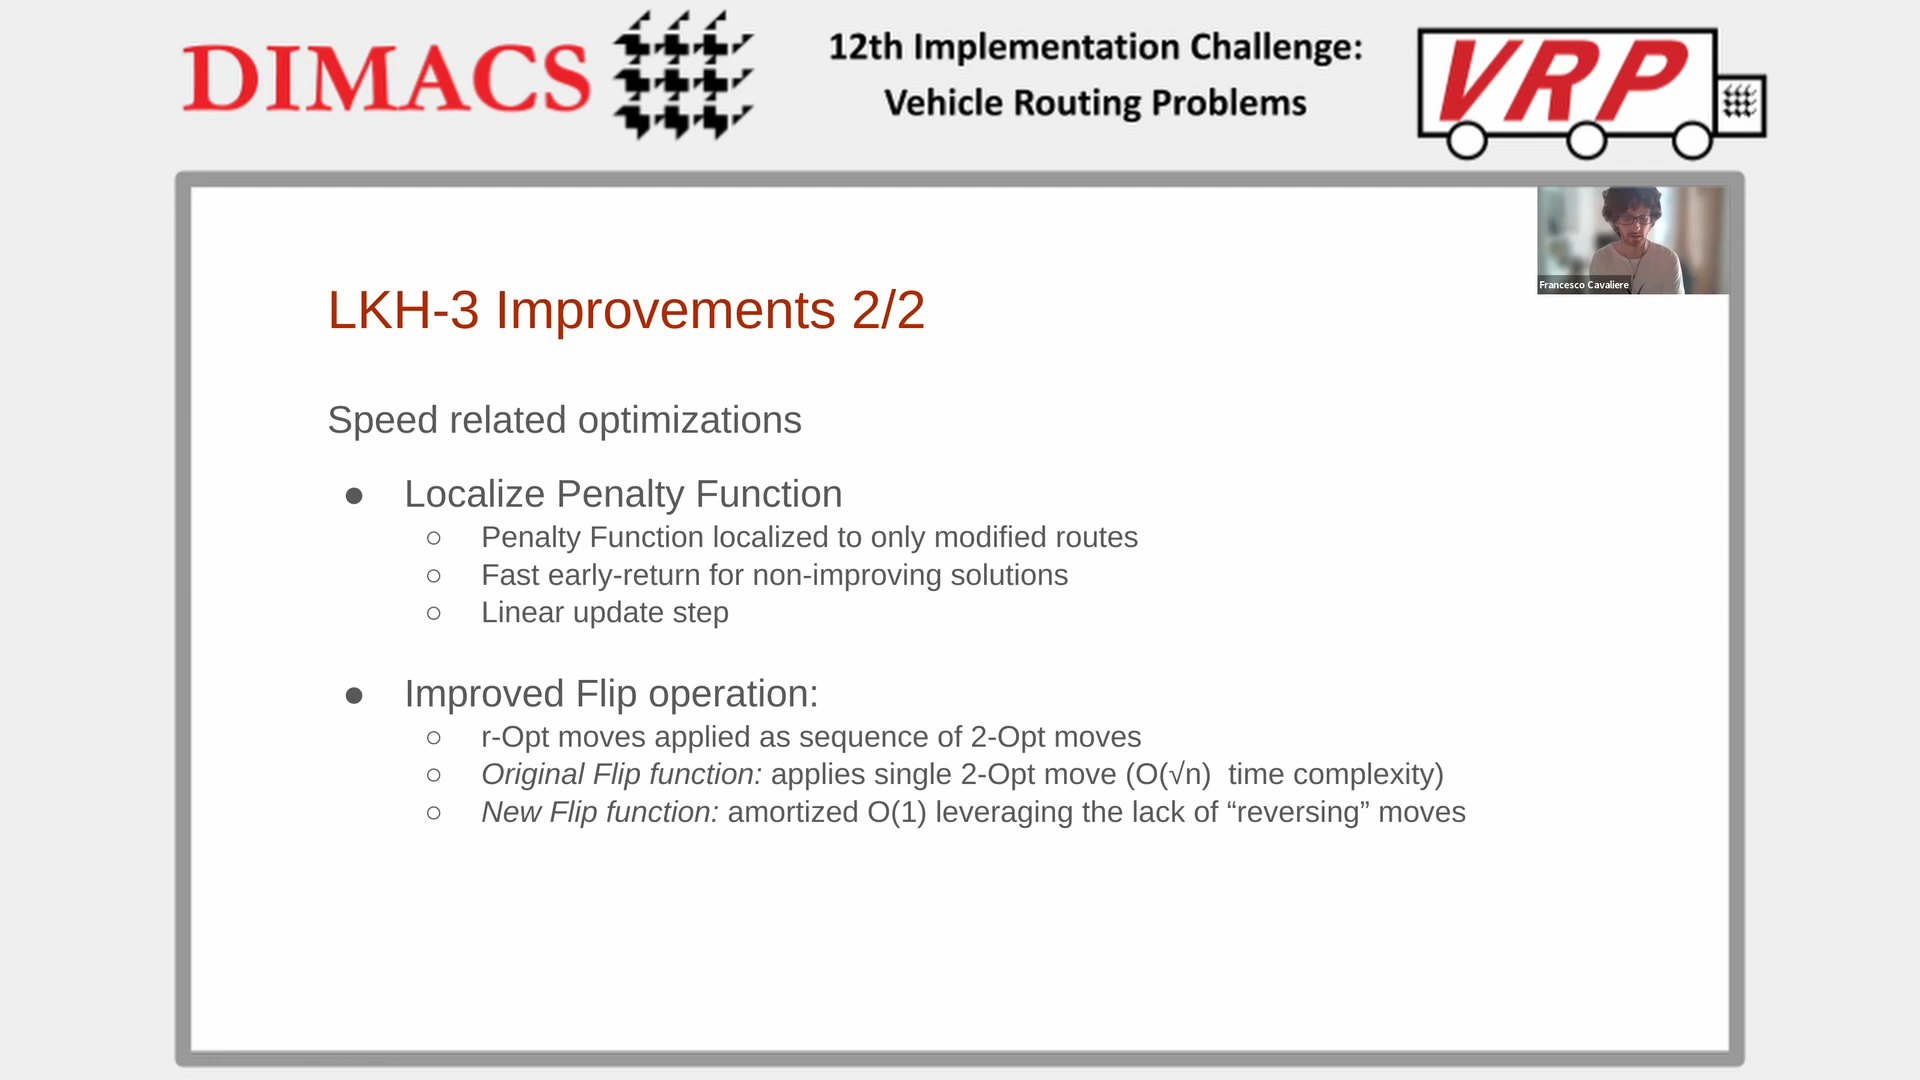 DIMACS
12th Implementation Challenge:
Vehicle Routing Problems
VRP
Francesco Cavaliere
LKH-3 Improvements 2/2
Speed related optimizations
● Localize Penalty Function
○ Penalty Function localized to only modified routes
○ Fast early-return for non-improving solutions
○ Linear update step
● Improved Flip operation:
○ r-Opt moves applied as sequence of 2-Opt moves
○ Original Flip function: applies single 2-Opt move (O(√n)  time complexity)
○ New Flip function: amortized O(1) leveraging the lack of “reversing” moves